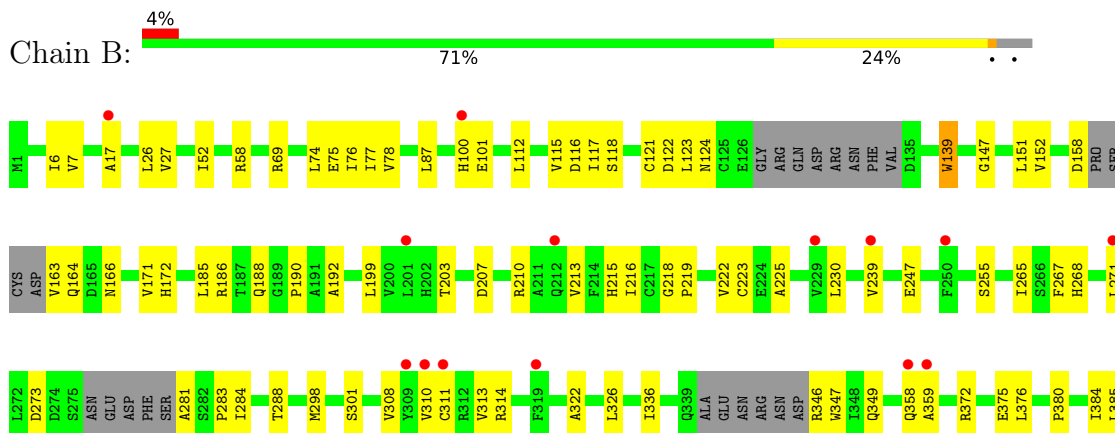 4%
Chain B:
71% 24% • •
M1 I6 V7 A17 L26 V27 I52 R58 R69 L74 E75 I76 I77 V78 L87 H100 E101 L112 V115 D116 I117 S118 C121 D122 L123 N124 C125 E126 GLY ARG GLN ASP ARG ASN PHE VAL D135 W139 G147 L151 V152 D158 PRO SER
CYS ASP V163 Q164 D165 N166 V171 H172 L185 R186 T187 Q188 G189 P190 A191 A192 L199 V200 L201 H202 T203 D207 R210 A211 Q212 V213 F214 H215 I216 C217 G218 P219 V222 C223 E224 A225 V229 L230 V239 E247 F250 S255 I265 S266 F267 H268 L271
L272 D273 D274 S275 ASN GLU ASP PHE SER A281 S282 P283 I284 T288 M298 S301 V308 Y309 V310 C311 R312 V313 R314 F319 A322 L326 I336 Q339 ALA GLU ASN ARG ASN ASP R346 W347 I348 Q349 Q358 A359 R372 E375 L376 P380 I384 L385